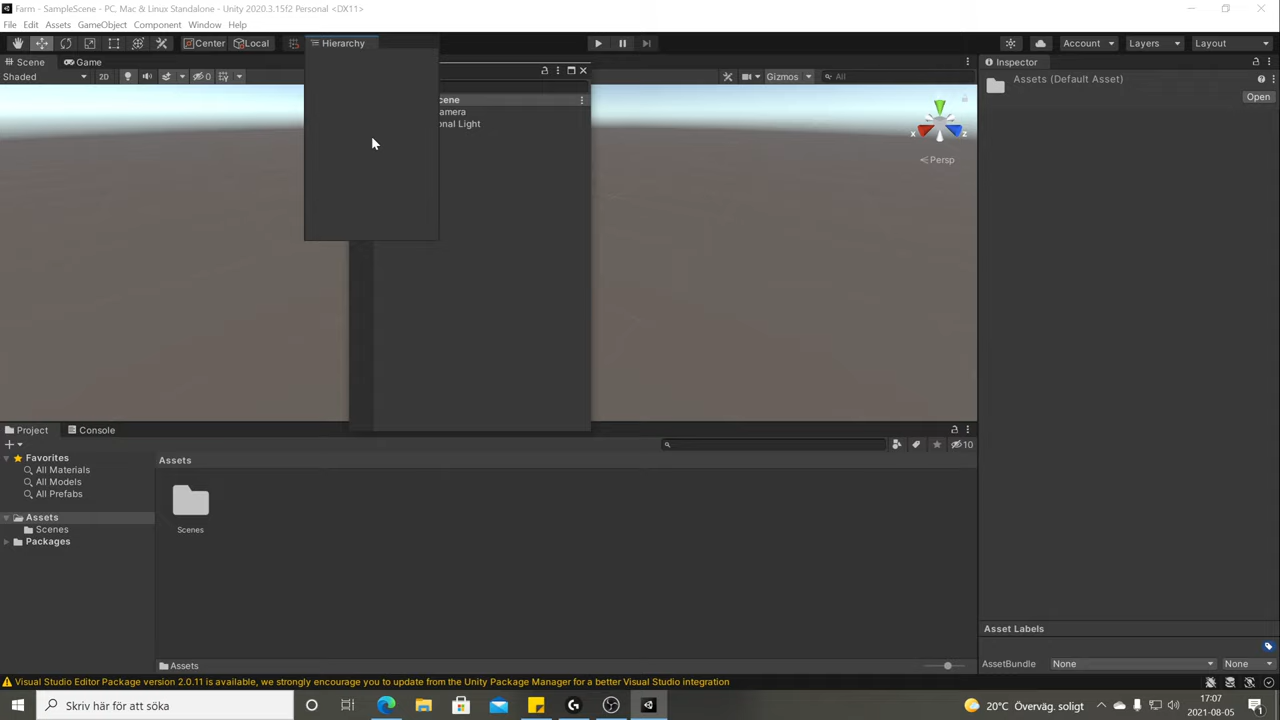 Farm - SampleScene - PC, Mac & Linux Standalone - Unity 2020.3.15f2 Personal <DX11>
File Edit Assets GameObject Component Window Help
Center Local Hierarchy Account Layers Layout
Scene Game Inspector
Shaded 2D 0 Gizmos All
Assets (Default Asset)
Open
cene
amera
onal Light
x z
Persp
Project Console
10
Favorites Assets
All Materials
All Models
All Prefabs
Assets
Scenes Scenes
Packages
Asset Labels
Assets AssetBundle None None
Visual Studio Editor Package version 2.0.11 is available, we strongly encourage you to update from the Unity Package Manager for a better Visual Studio integration
Skriv här för att söka 20°C Överväg. soligt 17:07
2021-08-05
1